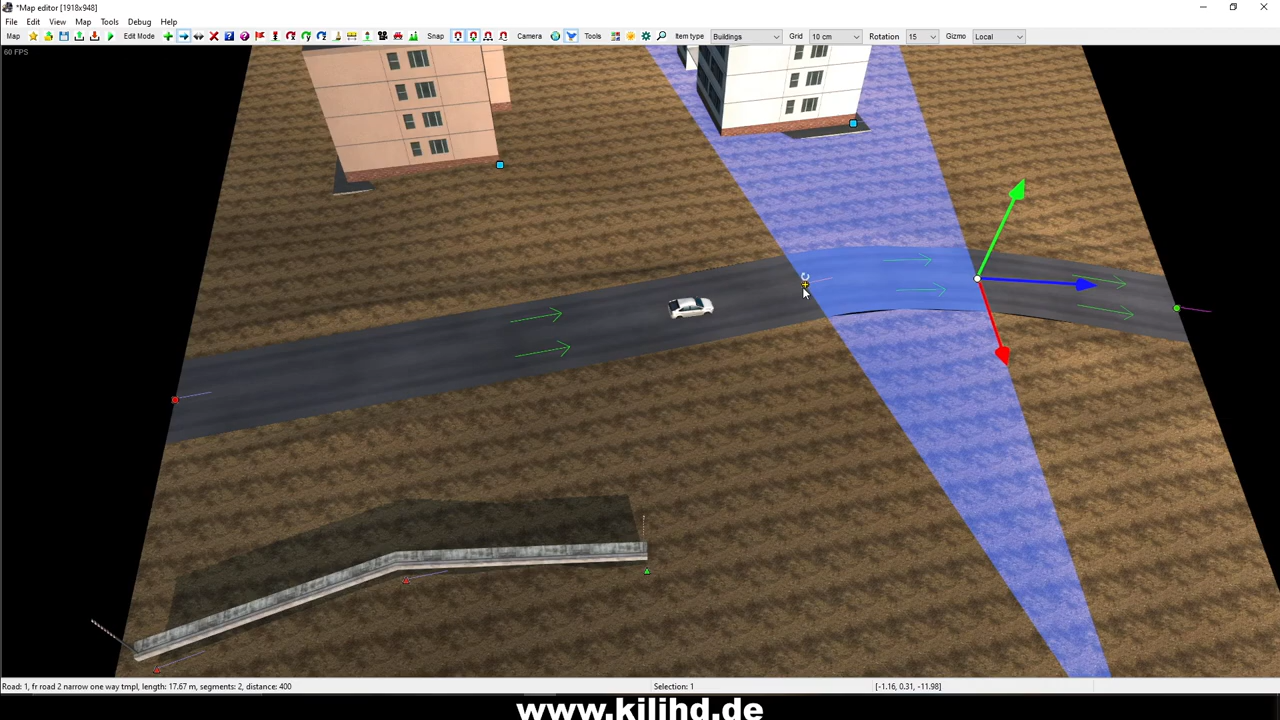 *Map editor [1918x948]
File Edit View Map Tools Debug Help
Map Edit Mode Snap Camera Tools Item type Buildings Grid 10 cm Rotation 15 Gizmo Local
60 FPS
Road: 1, fr road 2 narrow one way tmpl, length: 17.67 m, segments: 2, distance: 400 Selection: 1 [-1.16, 0.31, -11.98]
www.kilihd.de